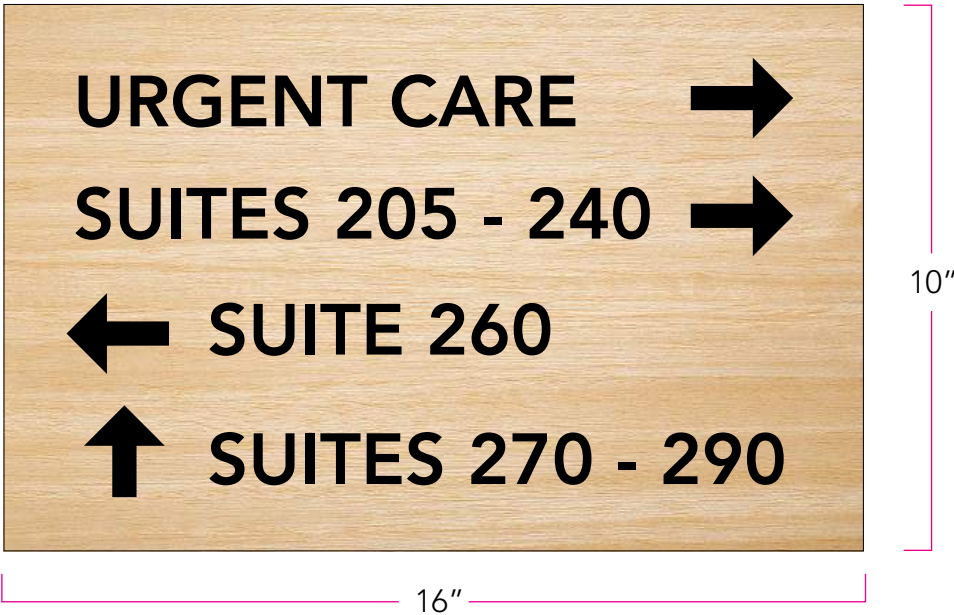 URGENT CARE
SUITES 205 - 240
SUITE 260
SUITES 270 - 290
10”
16”